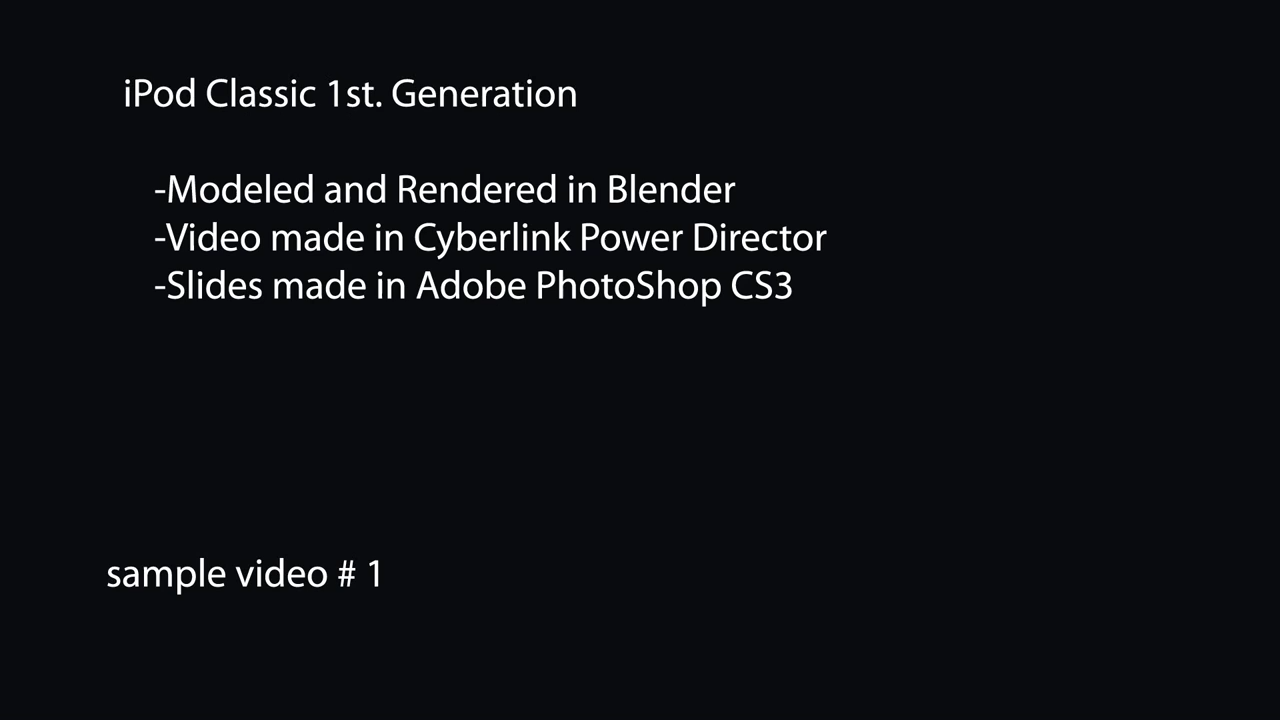 iPod Classic 1st. Generation
-Modeled and Rendered in Blender
-Video made in Cyberlink Power Director
-Slides made in Adobe PhotoShop CS3
sample video # 1